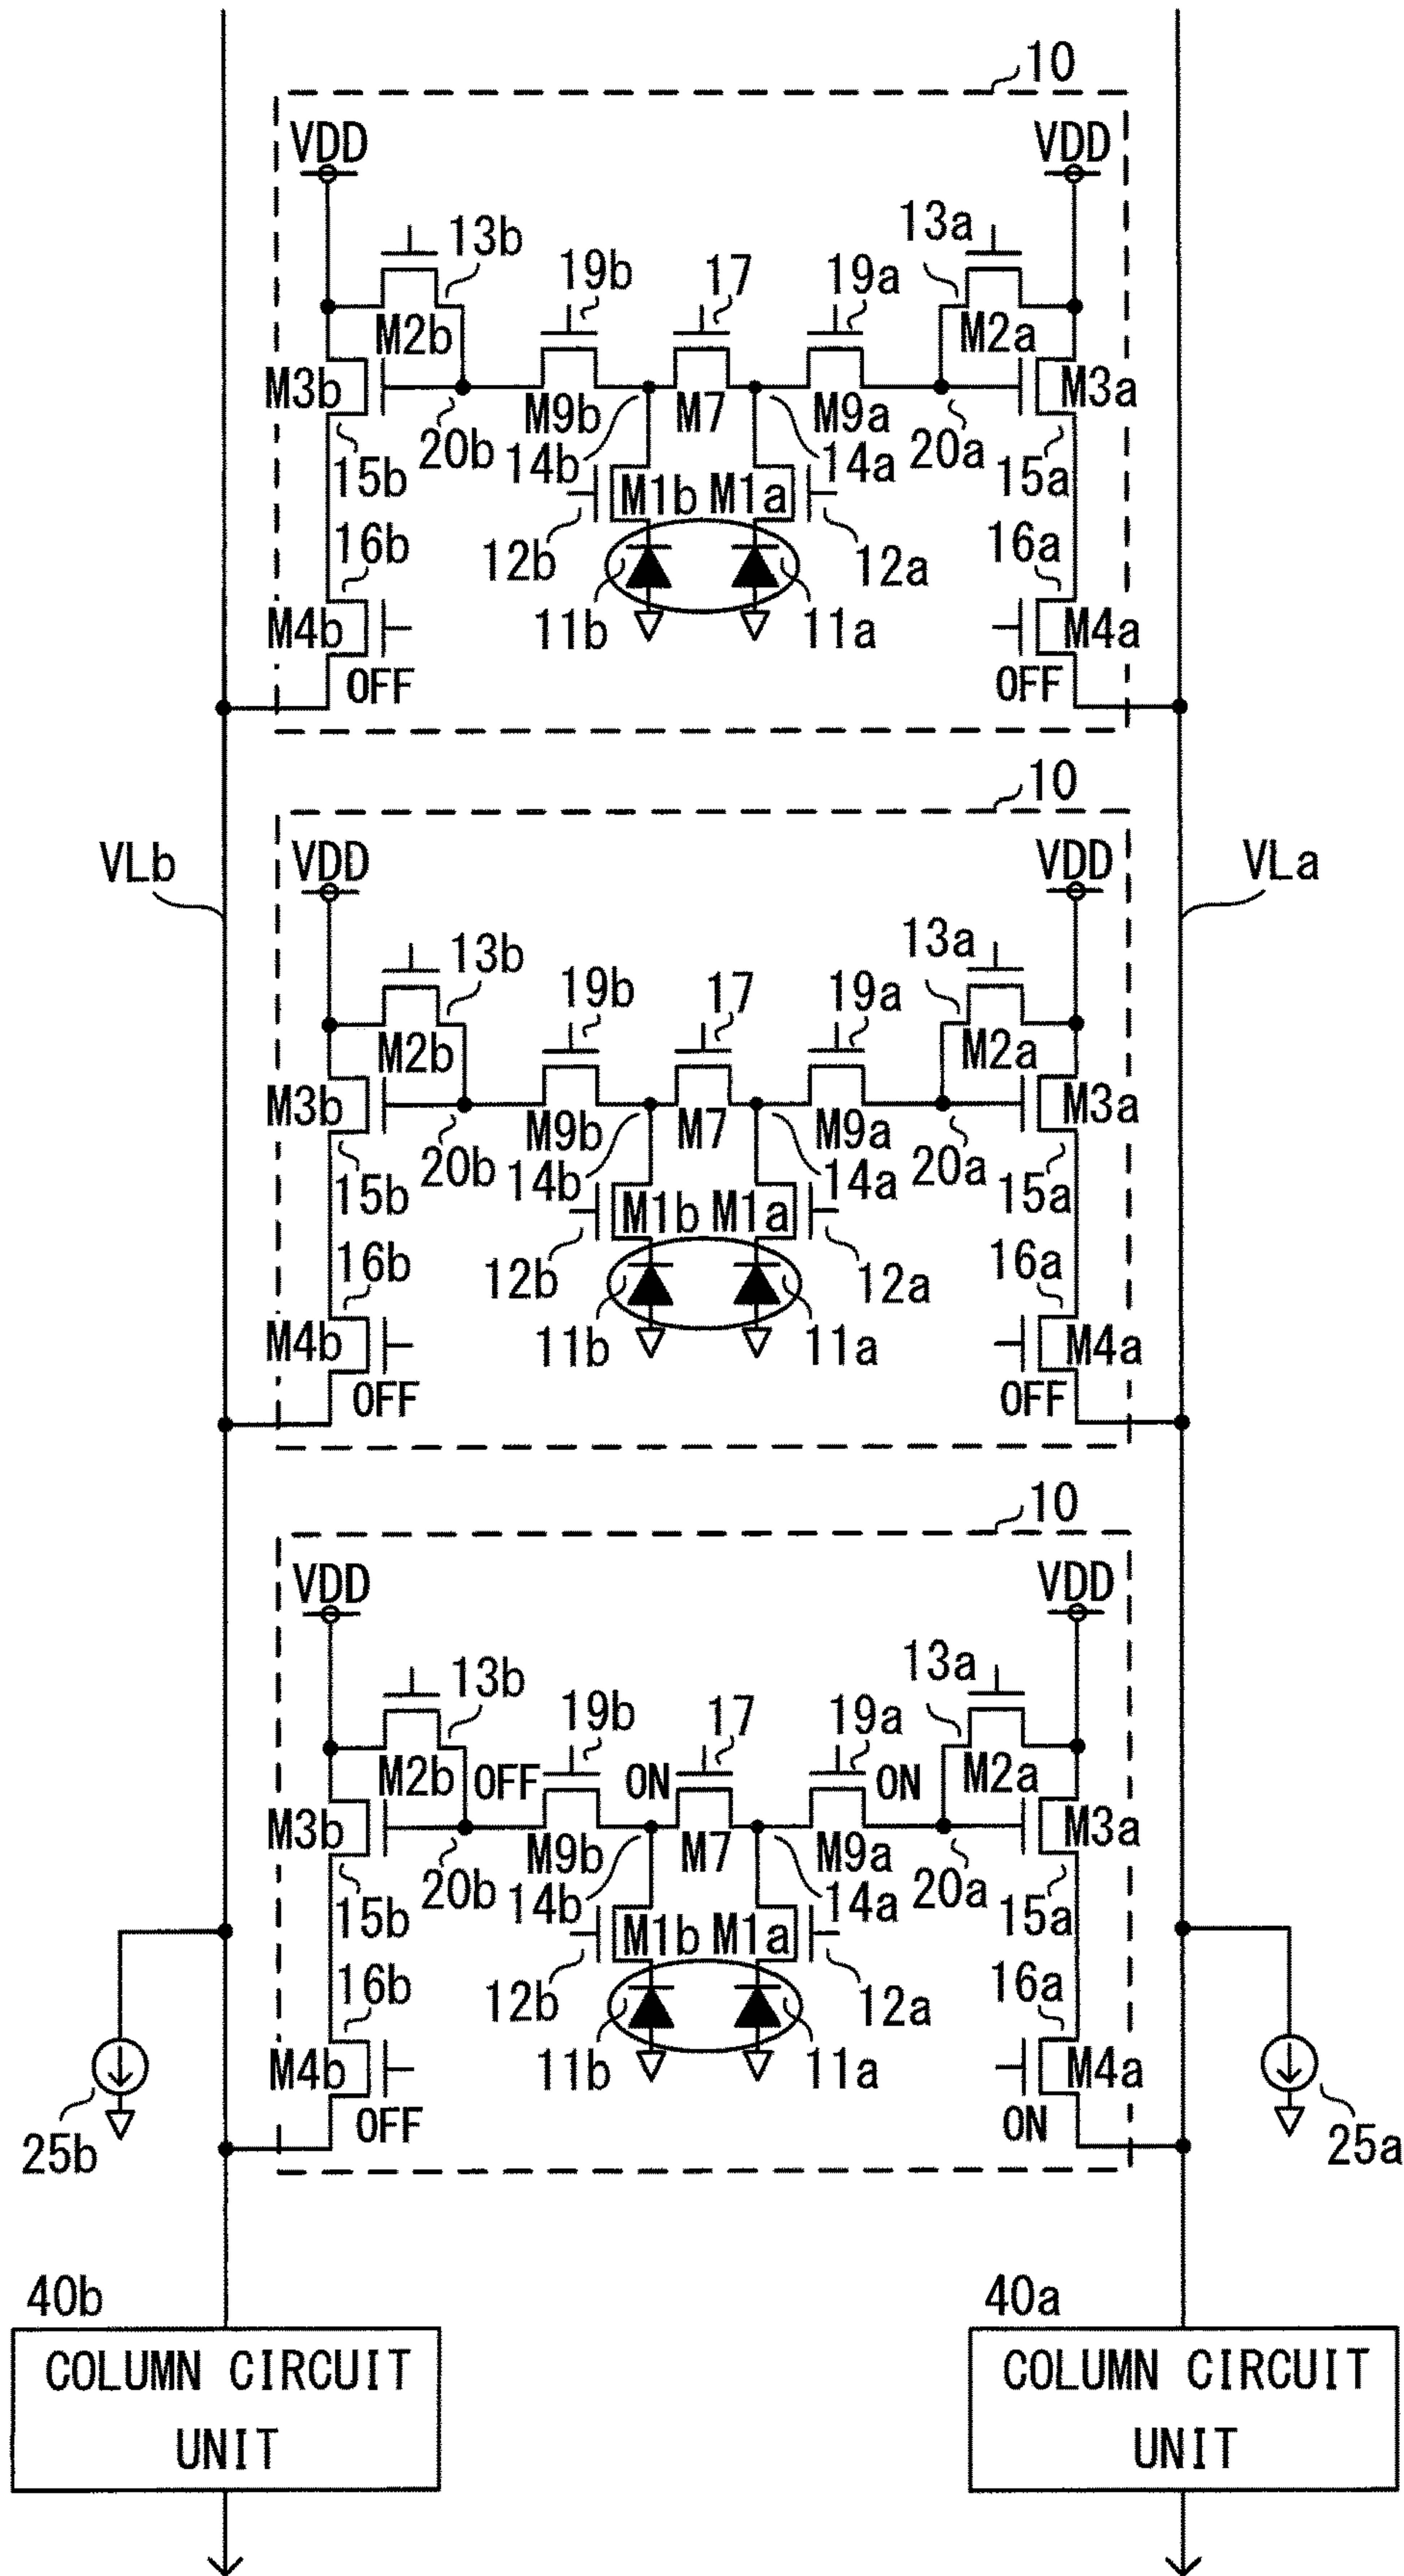 10
VDD VDD
13b 13a
19b 17 19a
M2b M2a
M3b M3a
M9b M7 M9a
20b 14b 14a 20a
15b M1b M1a 15a
16b 12b 12a 16a
11b 11a
M4b M4a
OFF OFF
10
VLb VLa
VDD VDD
13b 13a
19b 17 19a
M2b M2a
M3b M3a
M9b M7 M9a
20b 14b 14a 20a
15b M1b M1a 15a
16b 12b 12a 16a
11b 11a
M4b M4a
OFF OFF
10
VDD VDD
13b 13a
19b 17 19a
M2b OFF ON ON M2a
M3b M3a
M9b M7 M9a
20b 14b 14a 20a
15b M1b M1a 15a
16b 12b 12a 16a
11b 11a
M4b M4a
OFF ON
25b 25a
40b 40a
COLUMN CIRCUIT
UNIT
COLUMN CIRCUIT
UNIT